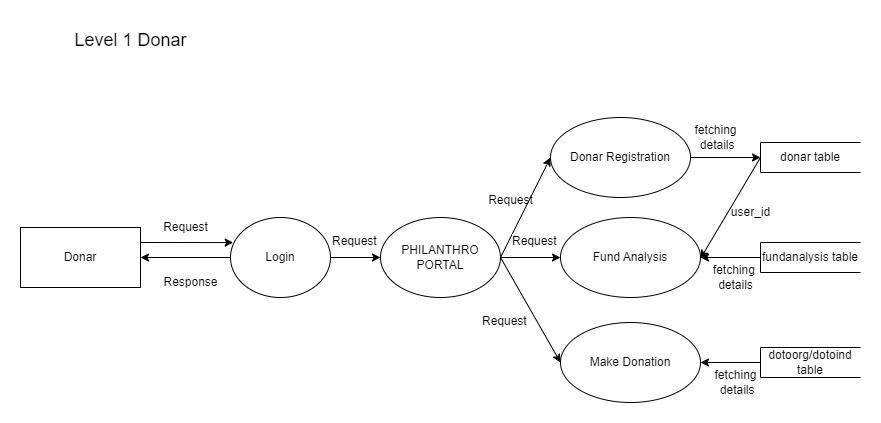 Level 1 Donar
Donar
Request
Response
Login
Request
PHILANTHRO
PORTAL
Request
Request
Request
Donar Registration
fetching
details
donar table
user_id
Fund Analysis
fetching
details
fundanalysis table
Make Donation
fetching
details
dotoorg/dotoind
table